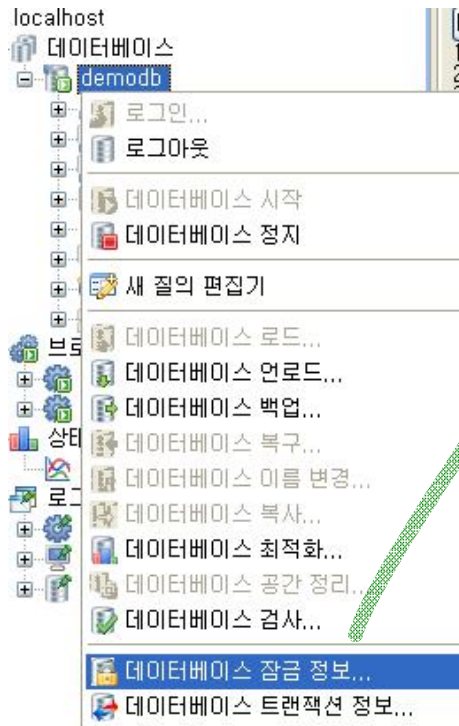 localhost
데이터베이스
demodb
로그인...
로그아웃
데이터베이스 시작
데이터베이스 정지
새 질의 편집기
데이터베이스 로드...
브로
데이터베이스 언로드...
데이터베이스 백업...
상태
데이터베이스 복구...
데이터베이스 이름 변경...
로그
데이터베이스 복사...
데이터베이스 최적화...
데이터베이스 공간 정리...
데이터베이스 검사...
데이터베이스 잠금 정보...
데이터베이스 트랜잭션 정보...